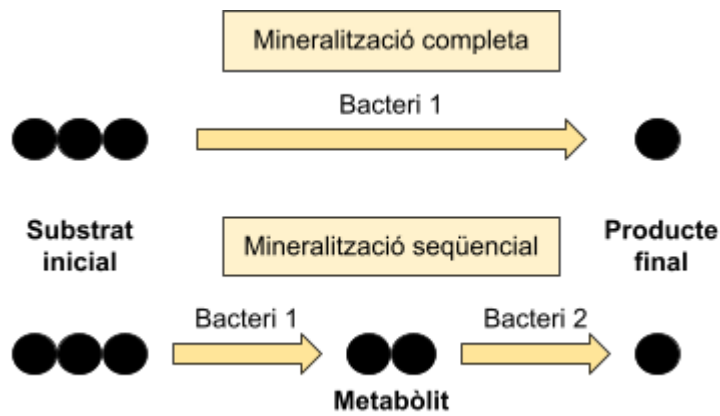 Mineralització completa
Bacteri 1
Substrat
inicial
Mineralització seqüencial
Producte
final
Bacteri 1
Bacteri 2
Metabòlit